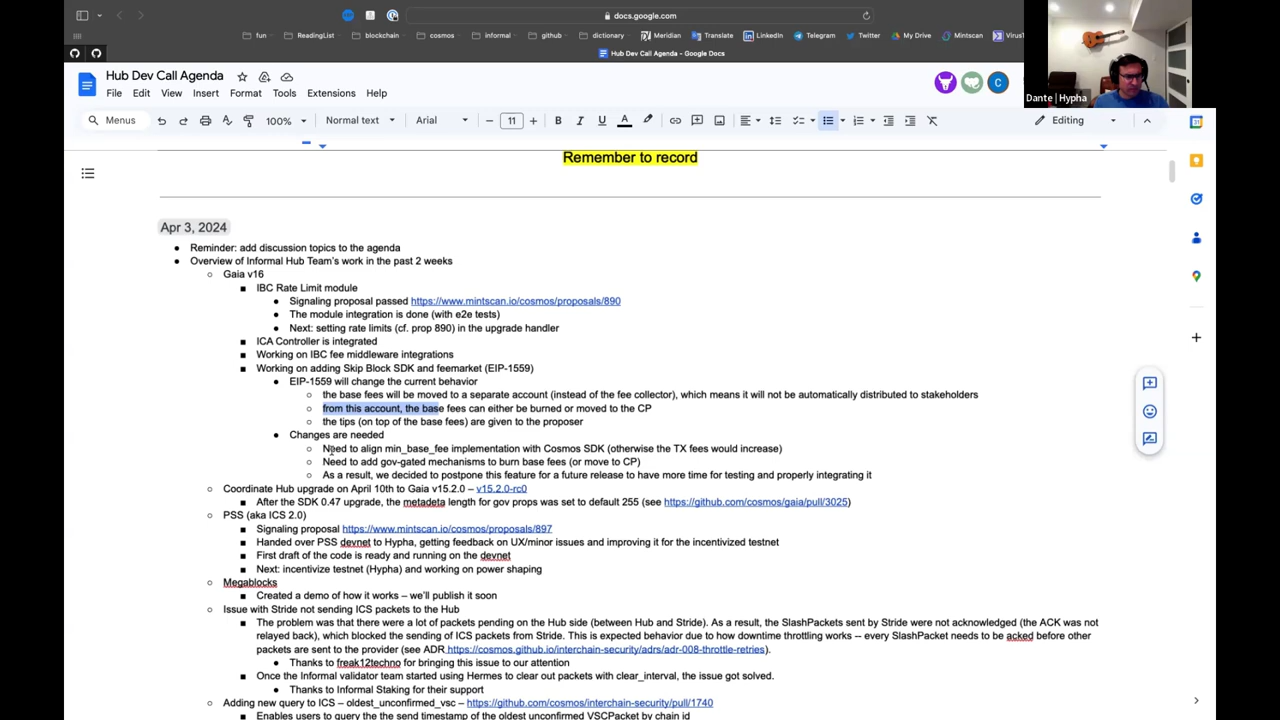 docs.google.com
fun ReadingList blockchain cosmos informal github dictionary Meridian Translate LinkedIn Telegram Twitter My Drive Mintscan
Hub Dev Call Agenda - Google Docs
Hub Dev Call Agenda
File Edit View Insert Format Tools Extensions Help
C
Dante | Hypha
Menus 100% Normal text Arial 11 B I U A Editing
Remember to record
Apr 3, 2024
Reminder: add discussion topics to the agenda
Overview of Informal Hub Team's work in the past 2 weeks
Gaia v16
IBC Rate Limit module
Signaling proposal passed https://www.mintscan.io/cosmos/proposals/890
The module integration is done (with e2e tests)
Next: setting rate limits (cf. prop 890) in the upgrade handler
ICA Controller is integrated
Working on IBC fee middleware integrations
Working on adding Skip Block SDK and feemarket (EIP-1559)
EIP-1559 will change the current behavior
the base fees will be moved to a separate account (instead of the fee collector), which means it will not be automatically distributed to stakeholders
from this account, the base fees can either be burned or moved to the CP
the tips (on top of the base fees) are given to the proposer
Changes are needed
Need to align min_base_fee implementation with Cosmos SDK (otherwise the TX fees would increase)
Need to add gov-gated mechanisms to burn base fees (or move to CP)
As a result, we decided to postpone this feature for a future release to have more time for testing and properly integrating it
Coordinate Hub upgrade on April 10th to Gaia v15.2.0 – v15.2.0-rc0
After the SDK 0.47 upgrade, the metadeta length for gov props was set to default 255 (see https://github.com/cosmos/gaia/pull/3025)
PSS (aka ICS 2.0)
Signaling proposal https://www.mintscan.io/cosmos/proposals/897
Handed over PSS devnet to Hypha, getting feedback on UX/minor issues and improving it for the incentivized testnet
First draft of the code is ready and running on the devnet
Next: incentivize testnet (Hypha) and working on power shaping
Megablocks
Created a demo of how it works – we'll publish it soon
Issue with Stride not sending ICS packets to the Hub
The problem was that there were a lot of packets pending on the Hub side (between Hub and Stride). As a result, the SlashPackets sent by Stride were not acknowledged (the ACK was
relayed back), which blocked the sending of ICS packets from Stride. This is expected behavior due to how downtime throttling works -- every SlashPacket needs to be acked before other
packets are sent to the provider (see ADR https://cosmos.github.io/interchain-security/adrs/adr-008-throttle-retries).
Thanks to freak12techno for bringing this issue to our attention
Once the Informal validator team started using Hermes to clear out packets with clear_interval, the issue got solved.
Thanks to Informal Staking for their support
Adding new query to ICS – oldest_unconfirmed_vsc – https://github.com/cosmos/interchain-security/pull/1740
Enables users to query the the send timestamp of the oldest unconfirmed VSCPacket by chain id